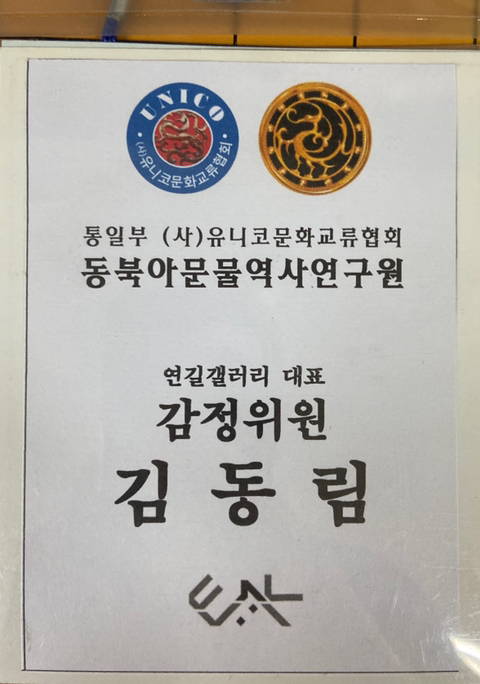 UNICO
(사)유니코문화교류협회
통일부 (사)유니코문화교류협회
동북아문물역사연구원
연길갤러리 대표
감정위원
김동림